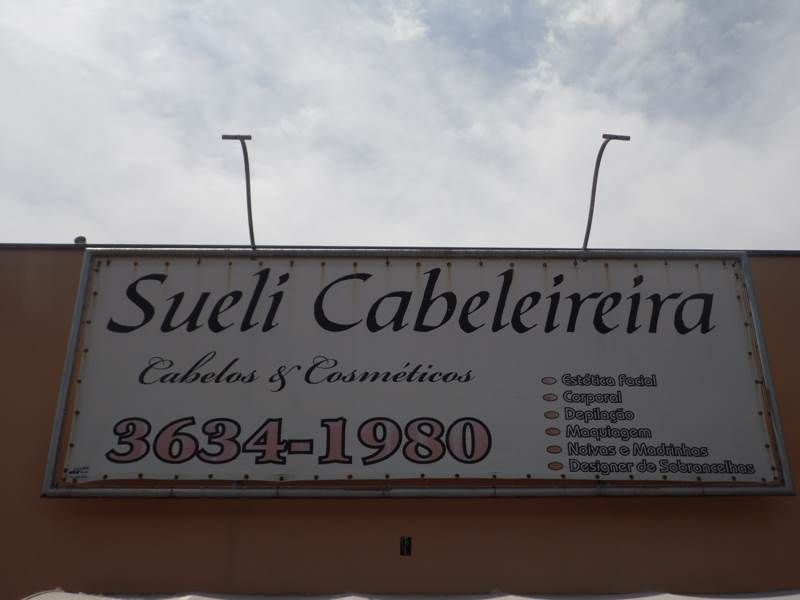 Sueli Cabeleireira
Cabelos & Cosméticos
3634-1980
Estética Facial
Corporal
Depilação
Maquiagem
Noivas e Madrinhas
Designer de Sobrancelhas